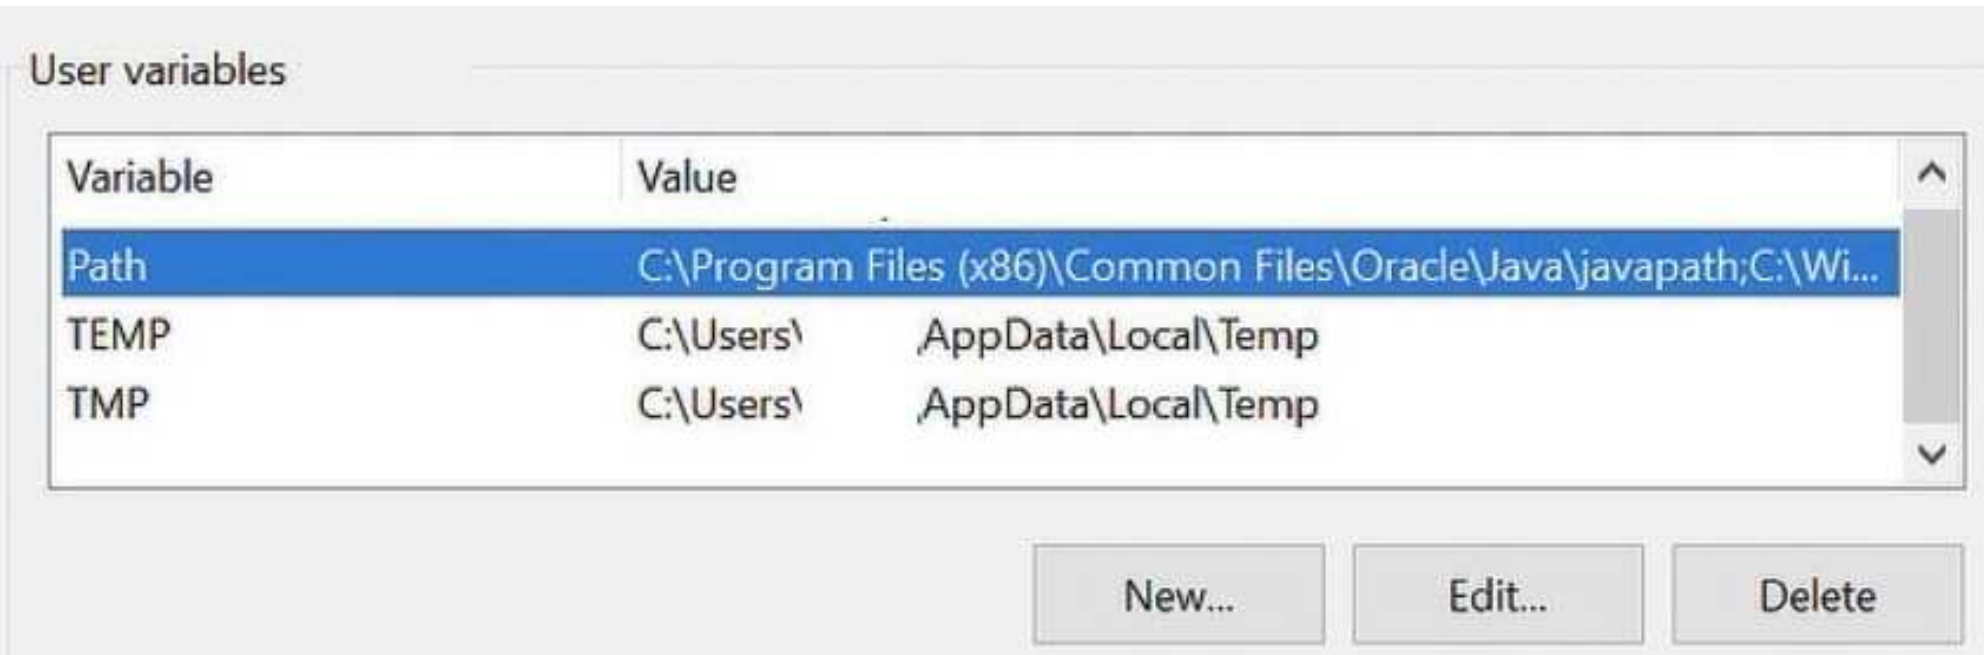 User variables
Variable Value
Path C:\Program Files (x86)\Common Files\Oracle\Java\javapath;C:\Wi...
TEMP C:\Users\ AppData\Local\Temp
TMP C:\Users\ AppData\Local\Temp
New... Edit... Delete